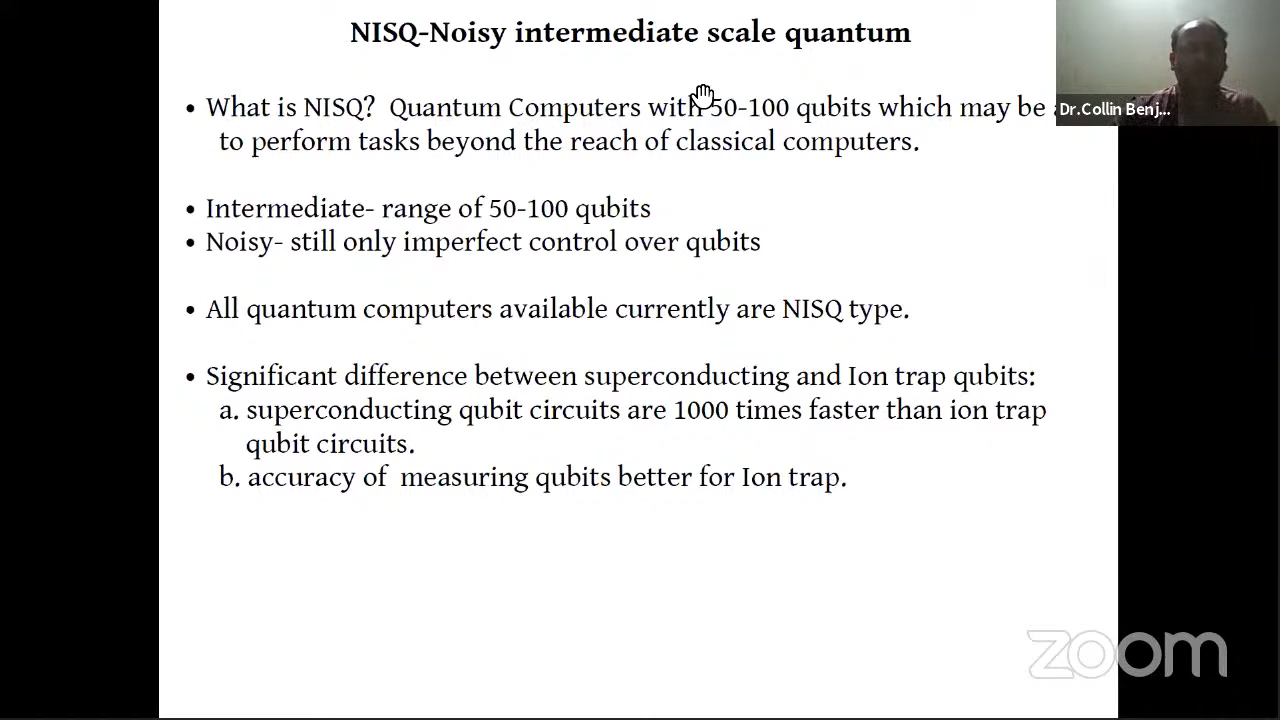 NISQ-Noisy intermediate scale quantum
• What is NISQ? Quantum Computers with 50-100 qubits which may be
to perform tasks beyond the reach of classical computers.
• Intermediate- range of 50-100 qubits
• Noisy- still only imperfect control over qubits
• All quantum computers available currently are NISQ type.
• Significant difference between superconducting and Ion trap qubits:
a. superconducting qubit circuits are 1000 times faster than ion trap
qubit circuits.
b. accuracy of measuring qubits better for Ion trap.
Dr.Collin Benj...
zoom